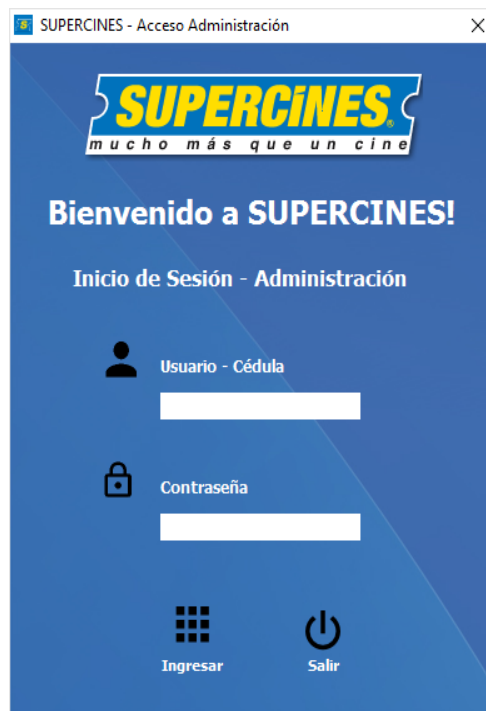 SUPERCINES - Acceso Administración
SUPERCINES®
mucho más que un cine
Bienvenido a SUPERCINES!
Inicio de Sesión - Administración
Usuario - Cédula
Contraseña
Ingresar
Salir